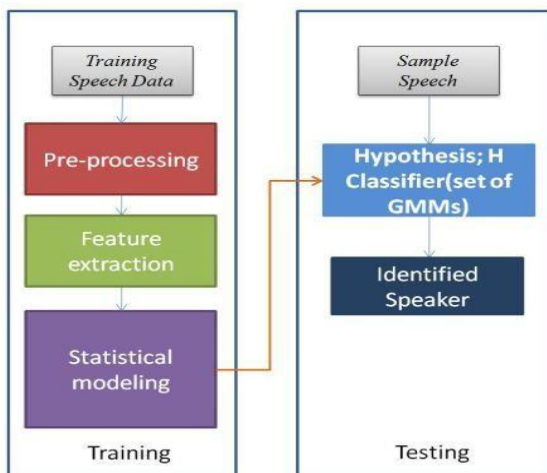 Training
Speech Data
Pre-processing
Feature
extraction
Statistical
modeling
Training
Sample
Speech
Hypothesis; H
Classifier(set of
GMMs)
Identified
Speaker
Testing